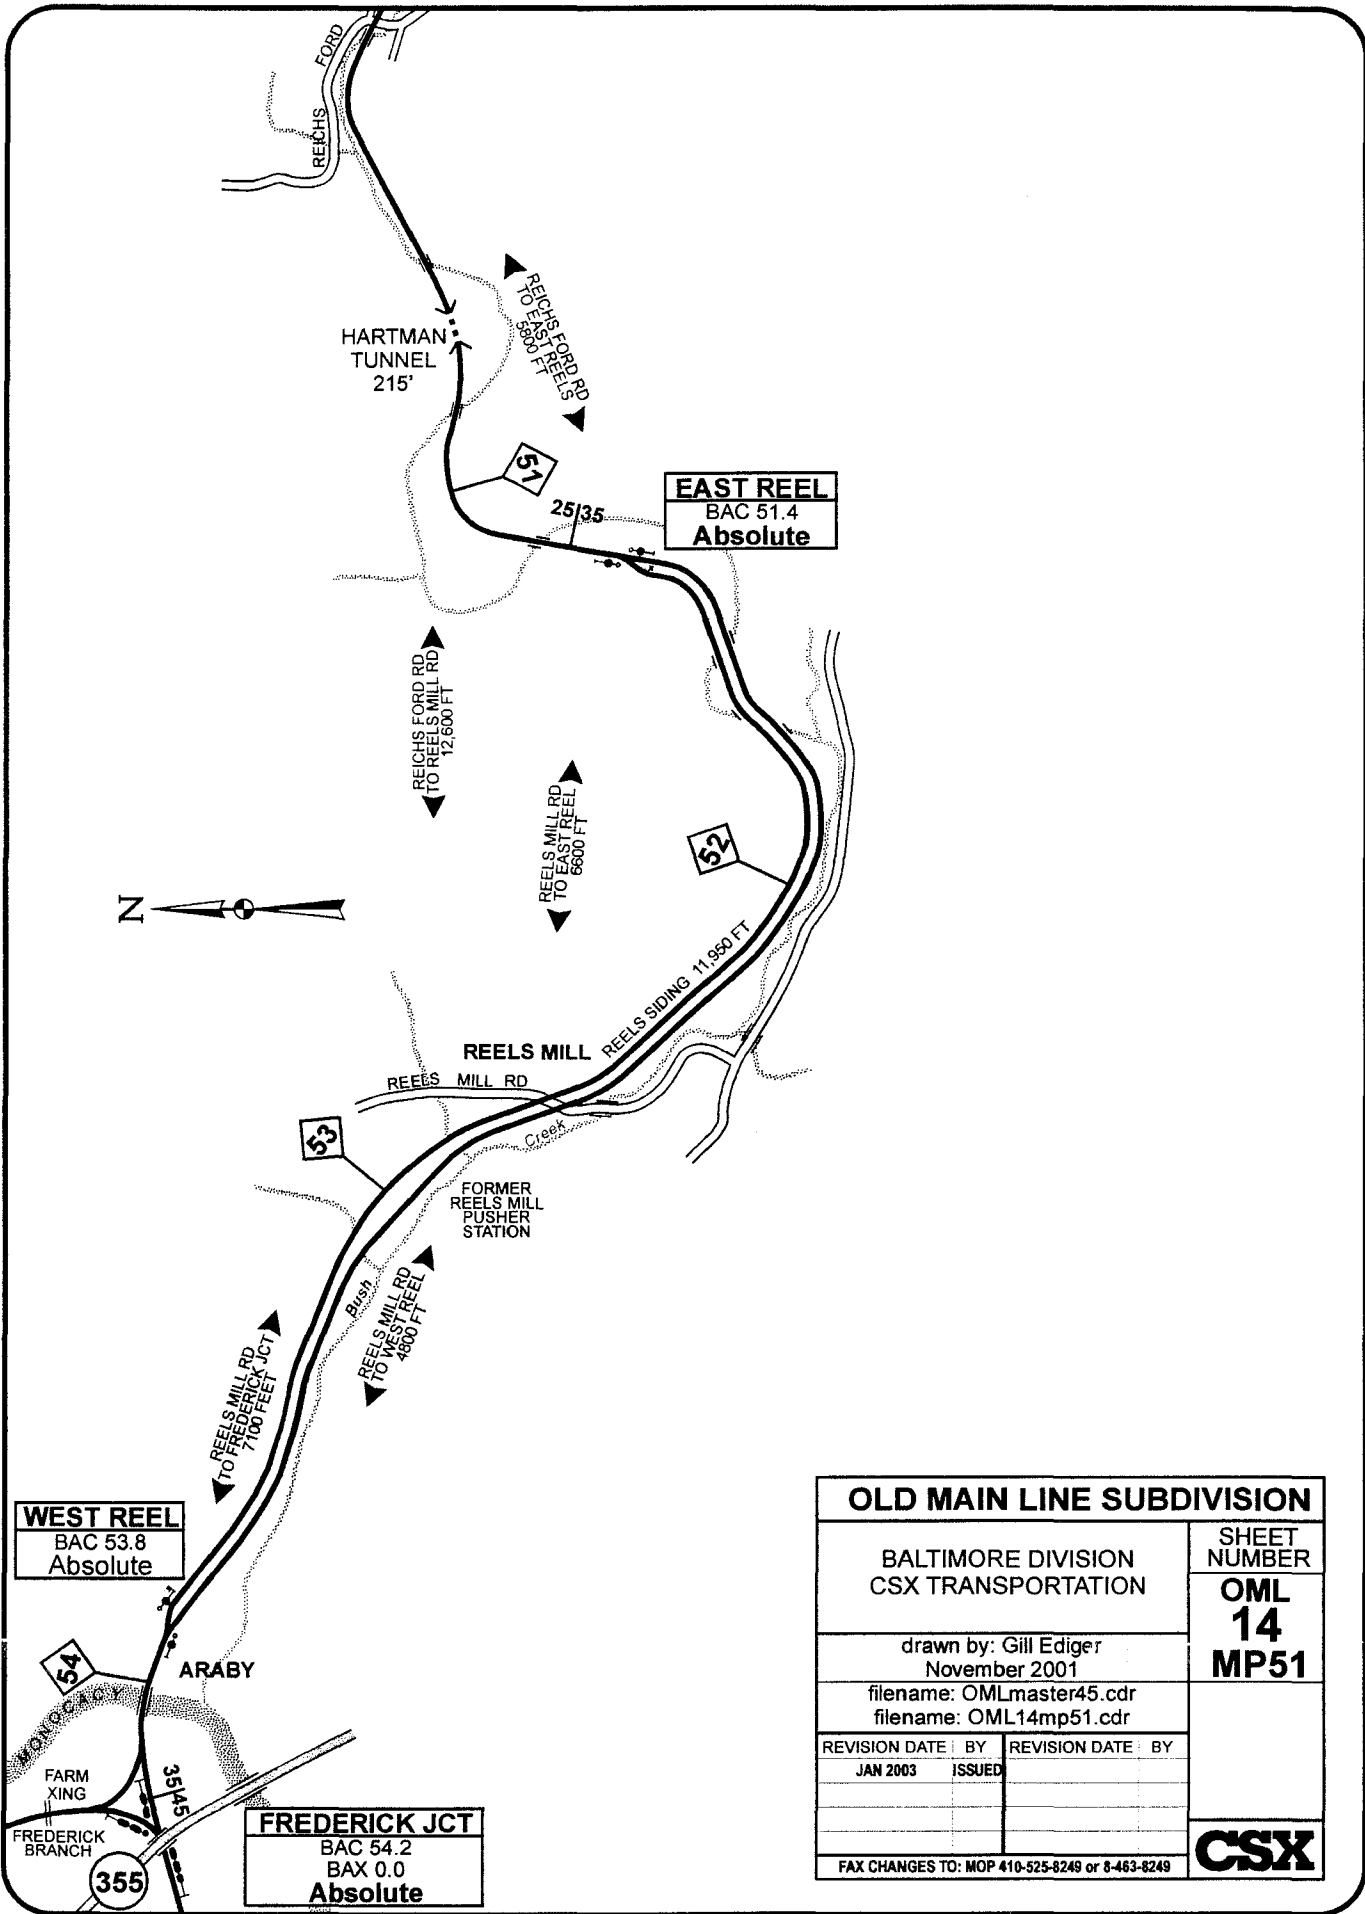 REICHS
FORD
HARTMAN
TUNNEL
215'
REICHS FORD RD
TO EAST REELS
5800 FT
51
25/35
EAST REEL
BAC 51.4
Absolute
REICHS FORD RD
TO REELS MILL RD
12,600 FT
REELS MILL RD
TO EAST REEL
6600 FT
52
N
REELS SIDING 11,950 FT
REELS MILL
REELS MILL RD
53
Creek
FORMER
REELS MILL
PUSHER
STATION
Bush
REELS MILL RD
TO WEST REEL
4800 FT
REELS MILL RD
TO FREDERICK JCT
7100 FEET
WEST REEL
BAC 53.8
Absolute
54
ARABY
MONOCACY
FARM
XING
35/45
FREDERICK
BRANCH
355
FREDERICK JCT
BAC 54.2
BAX 0.0
Absolute
OLD MAIN LINE SUBDIVISION
BALTIMORE DIVISION
CSX TRANSPORTATION
SHEET
NUMBER
OML
14
MP51
drawn by: Gill Ediger
November 2001
filename: OMLmaster45.cdr
filename: OML14mp51.cdr
REVISION DATE BY REVISION DATE BY
JAN 2003 ISSUED
FAX CHANGES TO: MOP 410-525-8249 or 8-463-8249
CSX